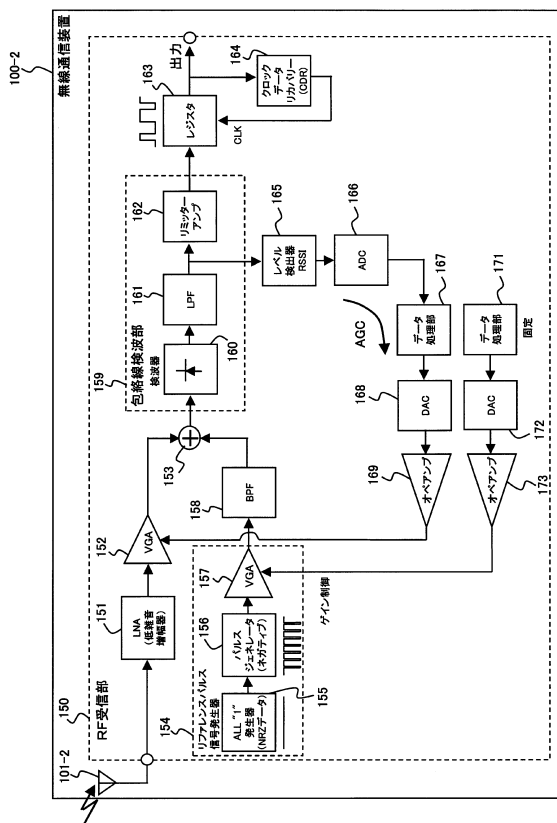 100-2
無線通信装置
150
RF受信部
101-2
151
LNA
(低雑音
増幅器)
152
VGA
153
154
リファレンスパルス
信号発生器
ALL "1"
発生器
(NRZデータ)
155
156
パルス
ジェネレータ
(ネガティブ)
157
VGA
ゲイン制御
158
BPF
159
包絡線検波部
検波器
160
161
LPF
162
リミッター
アンプ
163
レジスタ
出力
164
クロック
データ
リカバリー
(CDR)
CLK
165
レベル
検出器
RSSI
166
ADC
AGC
167
データ
処理部
168
DAC
169
オペアンプ
171
データ
処理部
固定
172
DAC
173
オペアンプ